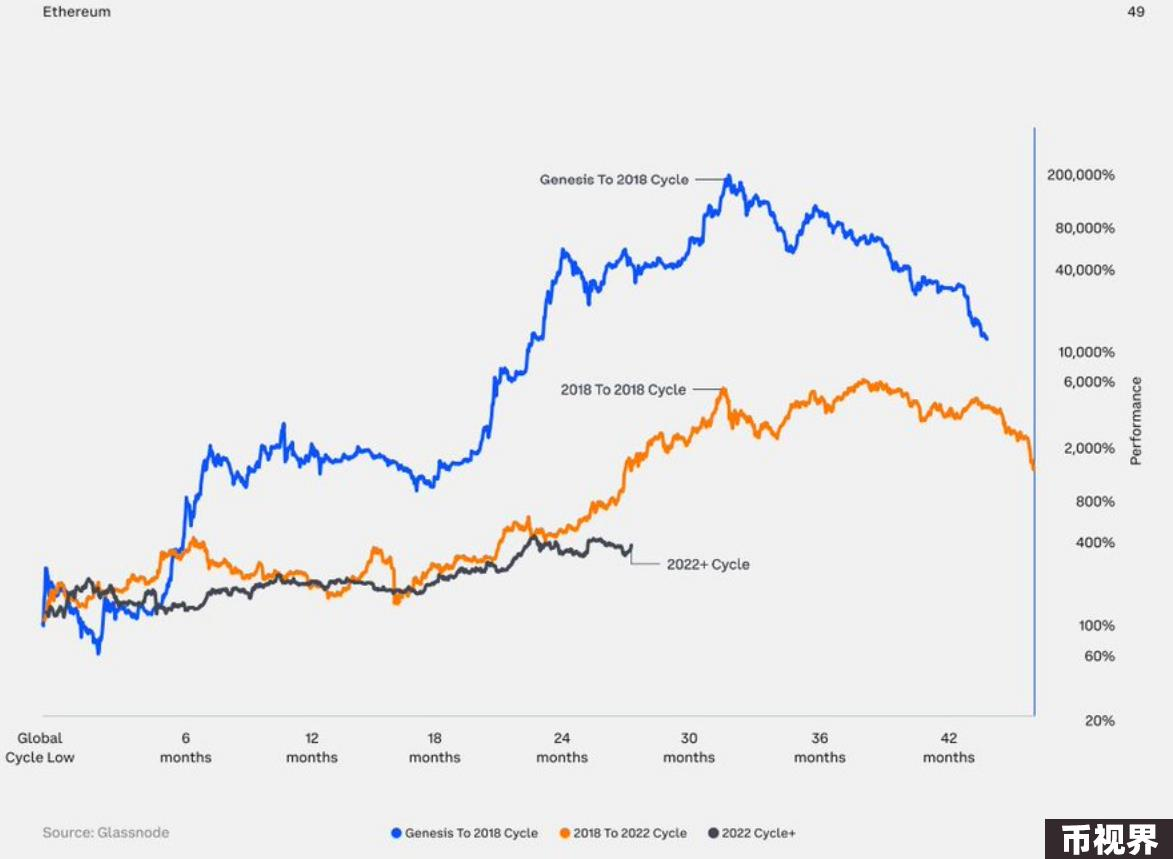 Ethereum
49
Genesis To 2018 Cycle
2018 To 2018 Cycle
2022+ Cycle
200,000%
80,000%
40,000%
10,000%
6,000%
2,000%
800%
400%
100%
60%
20%
Performance
Global
Cycle Low
6
months
12
months
18
months
24
months
30
months
36
months
42
months
Source: Glassnode
Genesis To 2018 Cycle
2018 To 2022 Cycle
2022 Cycle+
币视界